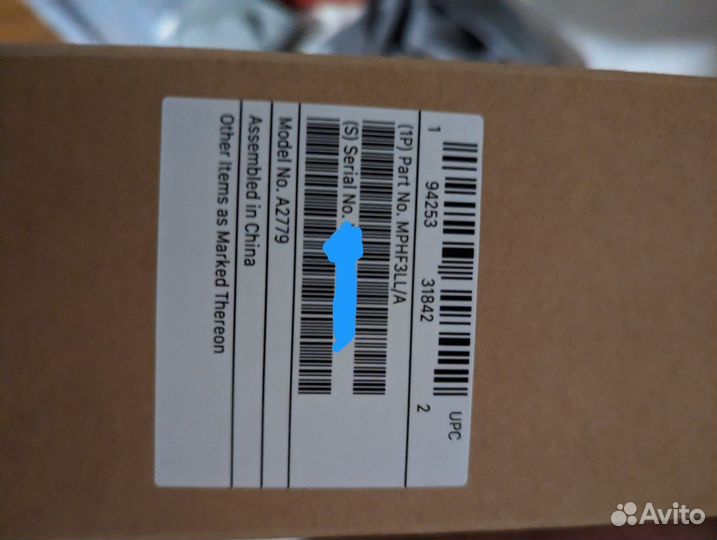 UPC
1 94253 31842 2
(1P) Part No. MPHF3LL/A
(S) Serial No.
Model No. A2779
Assembled in China
Other Items as Marked Thereon
Avito